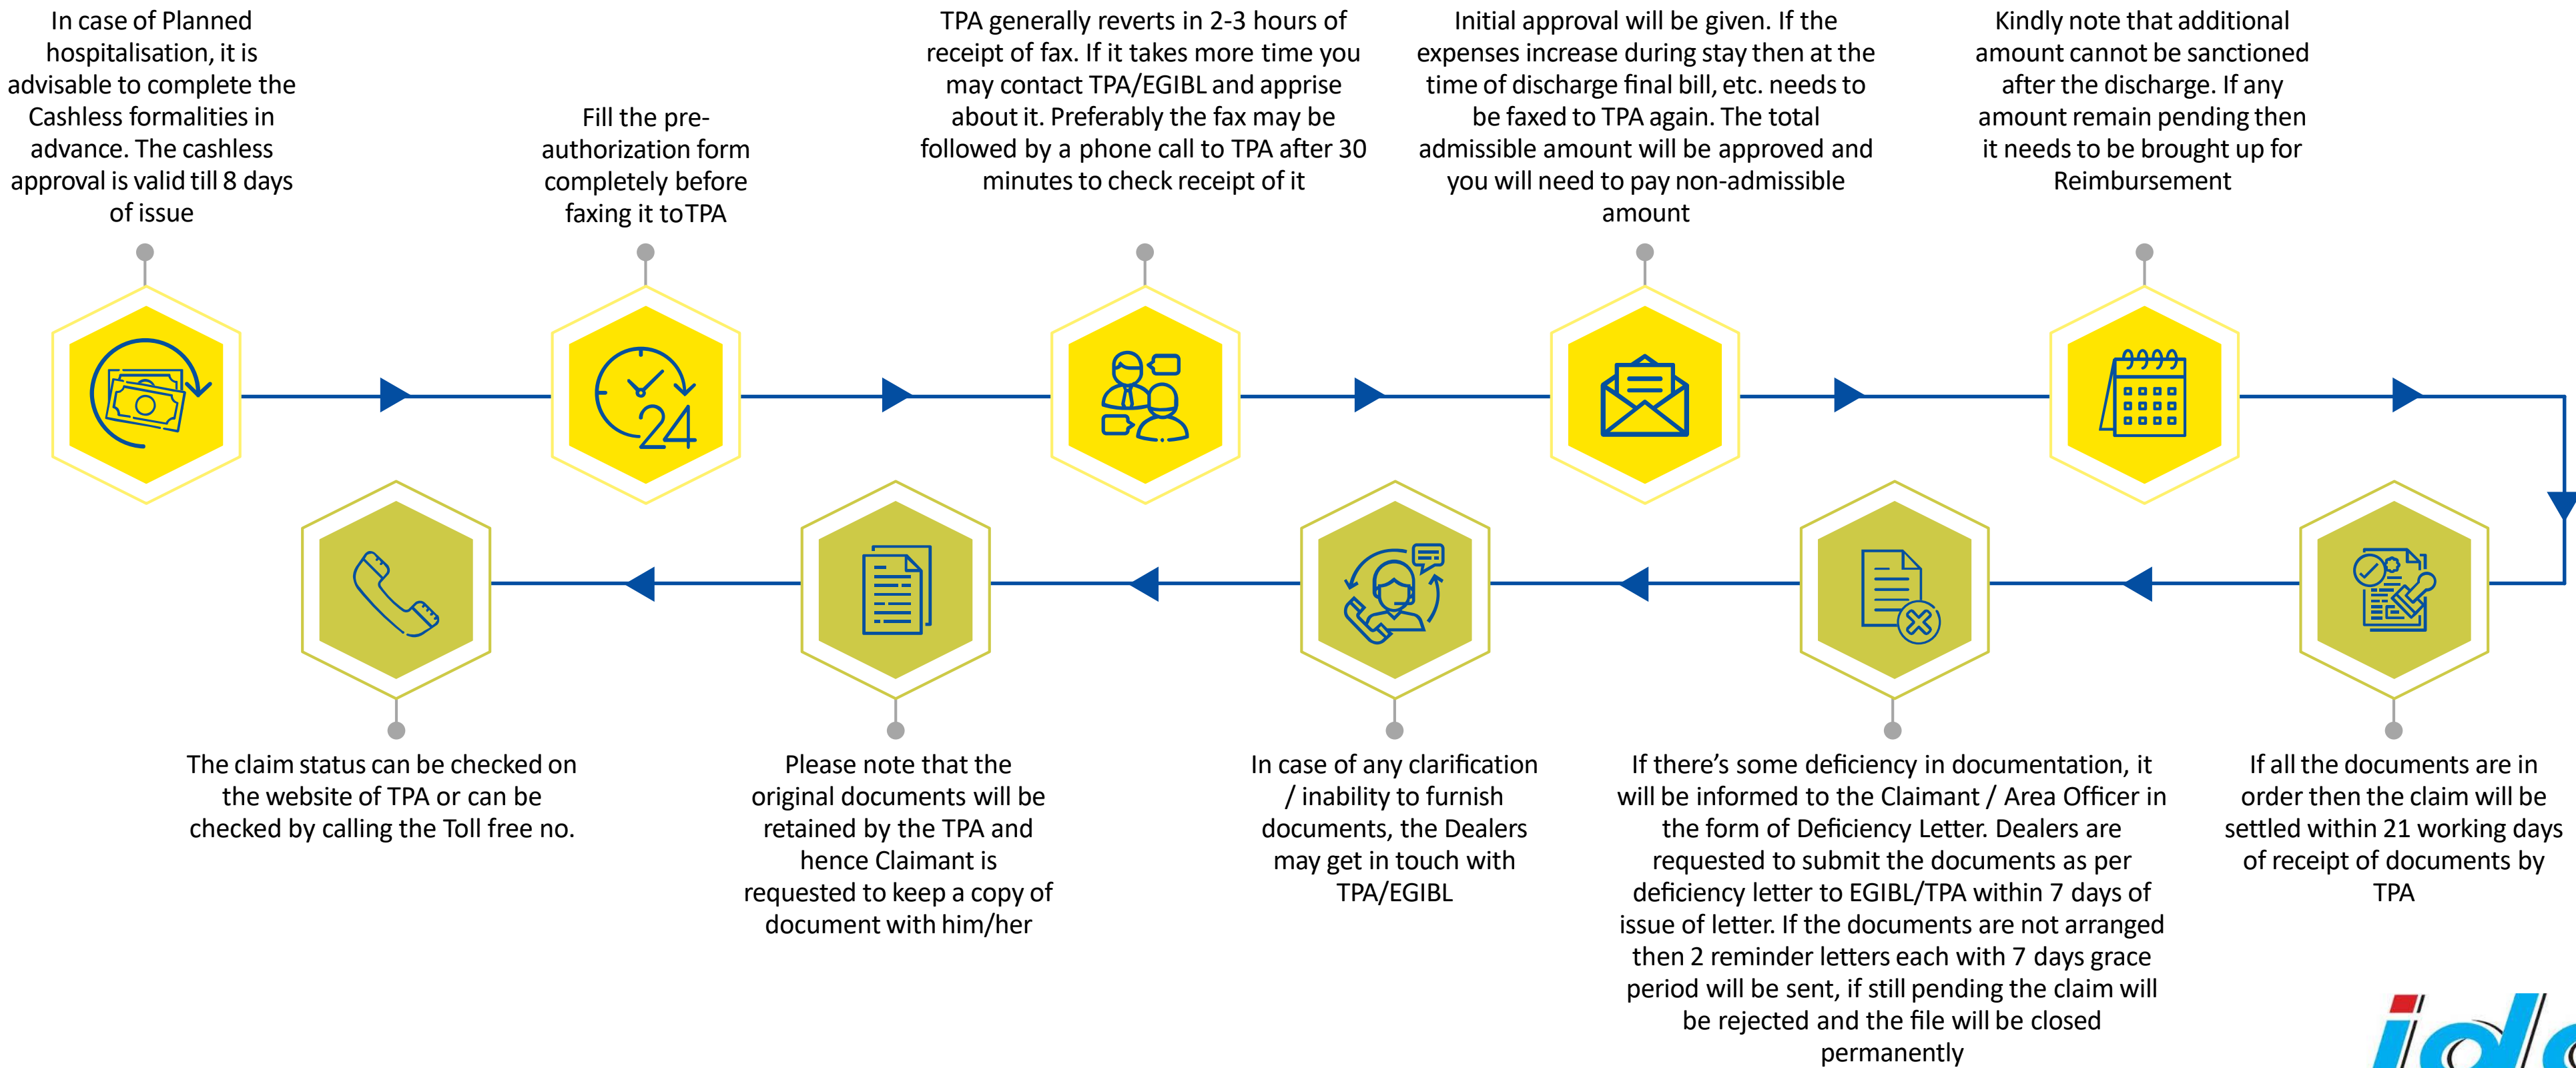 In case of Planned
hospitalisation, it is
advisable to complete the
Cashless formalities in
advance. The cashless
approval is valid till 8 days
of issue
Fill the pre-
authorization form
completely before
faxing it to TPA
TPA generally reverts in 2-3 hours of
receipt of fax. If it takes more time you
may contact TPA/EGIBL and apprise
about it. Preferably the fax may be
followed by a phone call to TPA after 30
minutes to check receipt of it
Initial approval will be given. If the
expenses increase during stay then at the
time of discharge final bill, etc. needs to
be faxed to TPA again. The total
admissible amount will be approved and
you will need to pay non-admissible
amount
Kindly note that additional
amount cannot be sanctioned
after the discharge. If any
amount remain pending then
it needs to be brought up for
Reimbursement
24
If all the documents are in
order then the claim will be
settled within 21 working days
of receipt of documents by
TPA
If there’s some deficiency in documentation, it
will be informed to the Claimant / Area Officer in
the form of Deficiency Letter. Dealers are
requested to submit the documents as per
deficiency letter to EGIBL/TPA within 7 days of
issue of letter. If the documents are not arranged
then 2 reminder letters each with 7 days grace
period will be sent, if still pending the claim will
be rejected and the file will be closed
permanently
In case of any clarification
/ inability to furnish
documents, the Dealers
may get in touch with
TPA/EGIBL
Please note that the
original documents will be
retained by the TPA and
hence Claimant is
requested to keep a copy of
document with him/her
The claim status can be checked on
the website of TPA or can be
checked by calling the Toll free no.